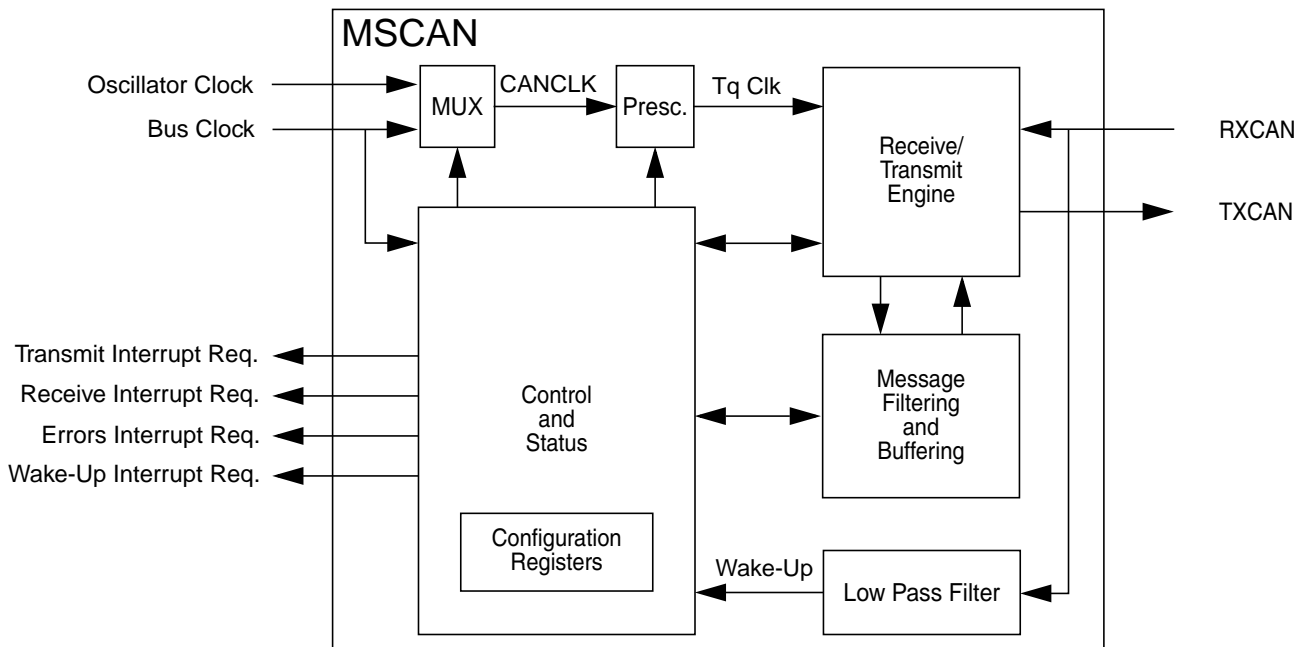 MSCAN
Oscillator Clock
Bus Clock
MUX
CANCLK
Presc.
Tq Clk
Receive/
Transmit
Engine
RXCAN
TXCAN
Transmit Interrupt Req.
Receive Interrupt Req.
Errors Interrupt Req.
Wake-Up Interrupt Req.
Control
and
Status
Message
Filtering
and
Buffering
Configuration
Registers
Wake-Up
Low Pass Filter